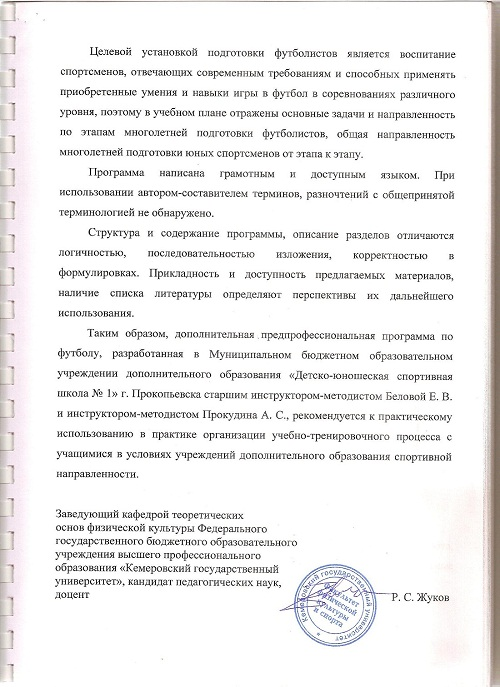 Целевой установкой подготовки футболистов является воспитание
спортсменов, отвечающих современным требованиям и способных применять
приобретенные умения и навыки игры в футбол в соревнованиях различного
уровня, поэтому в учебном плане отражены основные задачи и направленность
по этапам многолетней подготовки футболистов, общая направленность
многолетней подготовки юных спортсменов от этапа к этапу.
Программа написана грамотным и доступным языком. При
использовании автором-составителем терминов, разночтений с общепринятой
терминологией не обнаружено.
Структура и содержание программы, описание разделов отличаются
логичностью, последовательностью изложения, корректностью в
формулировках. Прикладность и доступность предлагаемых материалов,
наличие списка литературы определяют перспективы их дальнейшего
использования.
Таким образом, дополнительная предпрофессиональная программа по
футболу, разработанная в Муниципальном бюджетном образовательном
учреждении дополнительного образования «Детско-юношеская спортивная
школа № 1» г. Прокопьевска старшим инструктором-методистом Беловой Е. В.
и инструктором-методистом Прокудина А. С., рекомендуется к практическому
использованию в практике организации учебно-тренировочного процесса с
учащимися в условиях учреждений дополнительного образования спортивной
направленности.
Заведующий кафедрой теоретических
основ физической культуры Федерального
государственного бюджетного образовательного
учреждения высшего профессионального
образования «Кемеровский государственный
университет», кандидат педагогических наук,
доцент
Р. С. Жуков
Кемеровский государственный университет
факультет
физической
культуры
и спорта